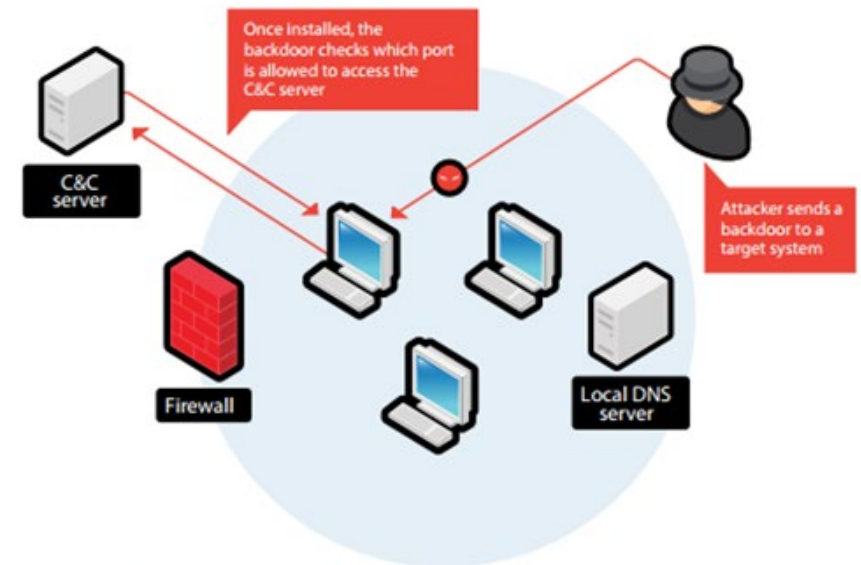 Once installed, the
backdoor checks which port
is allowed to access the
C&C server
C&C
server
Attacker sends a
backdoor to a
target system
Firewall
Local DNS
server